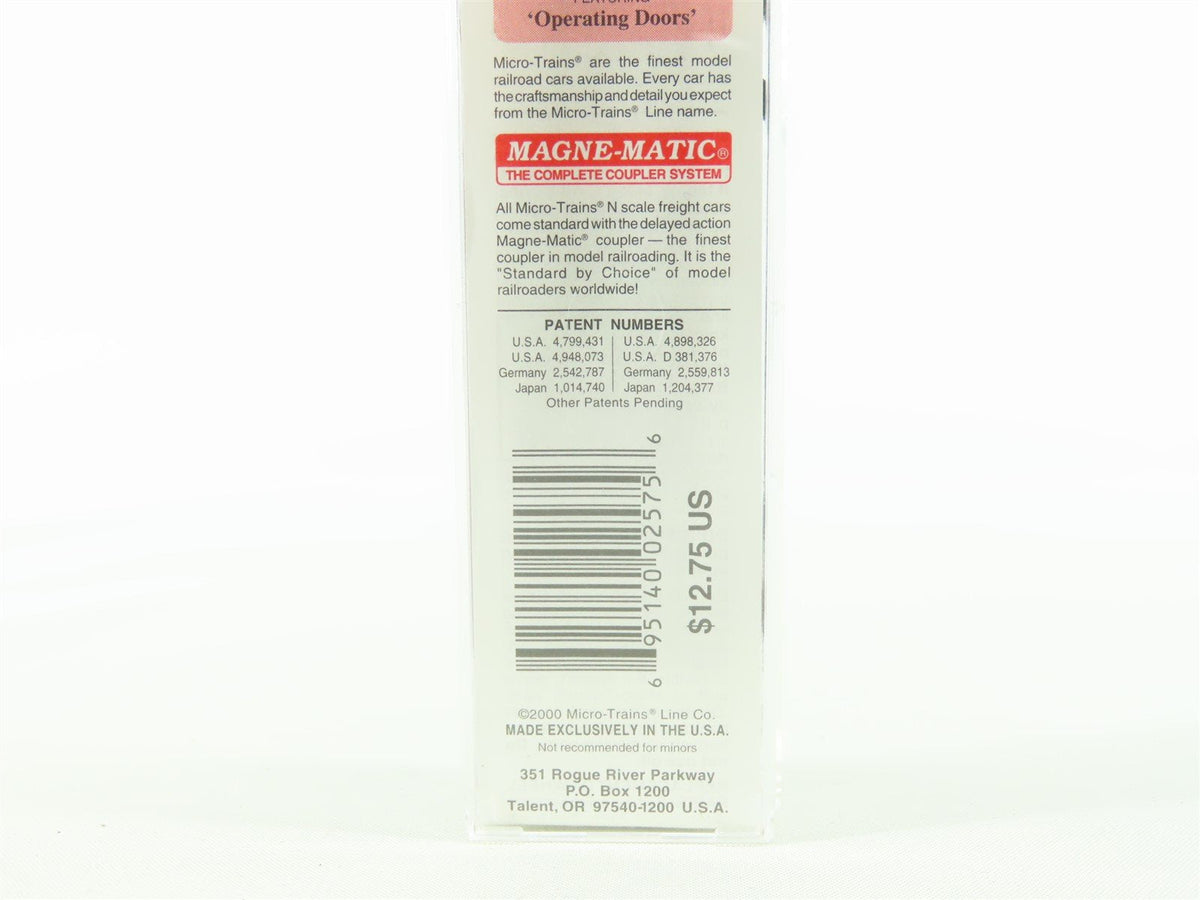 FEATURING
‘Operating Doors’
Micro-Trains® are the finest model
railroad cars available. Every car has
the craftsmanship and detail you expect
from the Micro-Trains® Line name.
MAGNE-MATIC®
THE COMPLETE COUPLER SYSTEM
All Micro-Trains® N scale freight cars
come standard with the delayed action
Magne-Matic® coupler — the finest
coupler in model railroading. It is the
"Standard by Choice" of model
railroaders worldwide!
PATENT NUMBERS
U.S.A. 4,799,431 U.S.A. 4,898,326
U.S.A. 4,948,073 U.S.A. D 381,376
Germany 2,542,787 Germany 2,559,813
Japan 1,014,740 Japan 1,204,377
Other Patents Pending
6 95140 02575 6
$12.75 US
©2000 Micro-Trains® Line Co.
MADE EXCLUSIVELY IN THE U.S.A.
Not recommended for minors
351 Rogue River Parkway
P.O. Box 1200
Talent, OR 97540-1200 U.S.A.